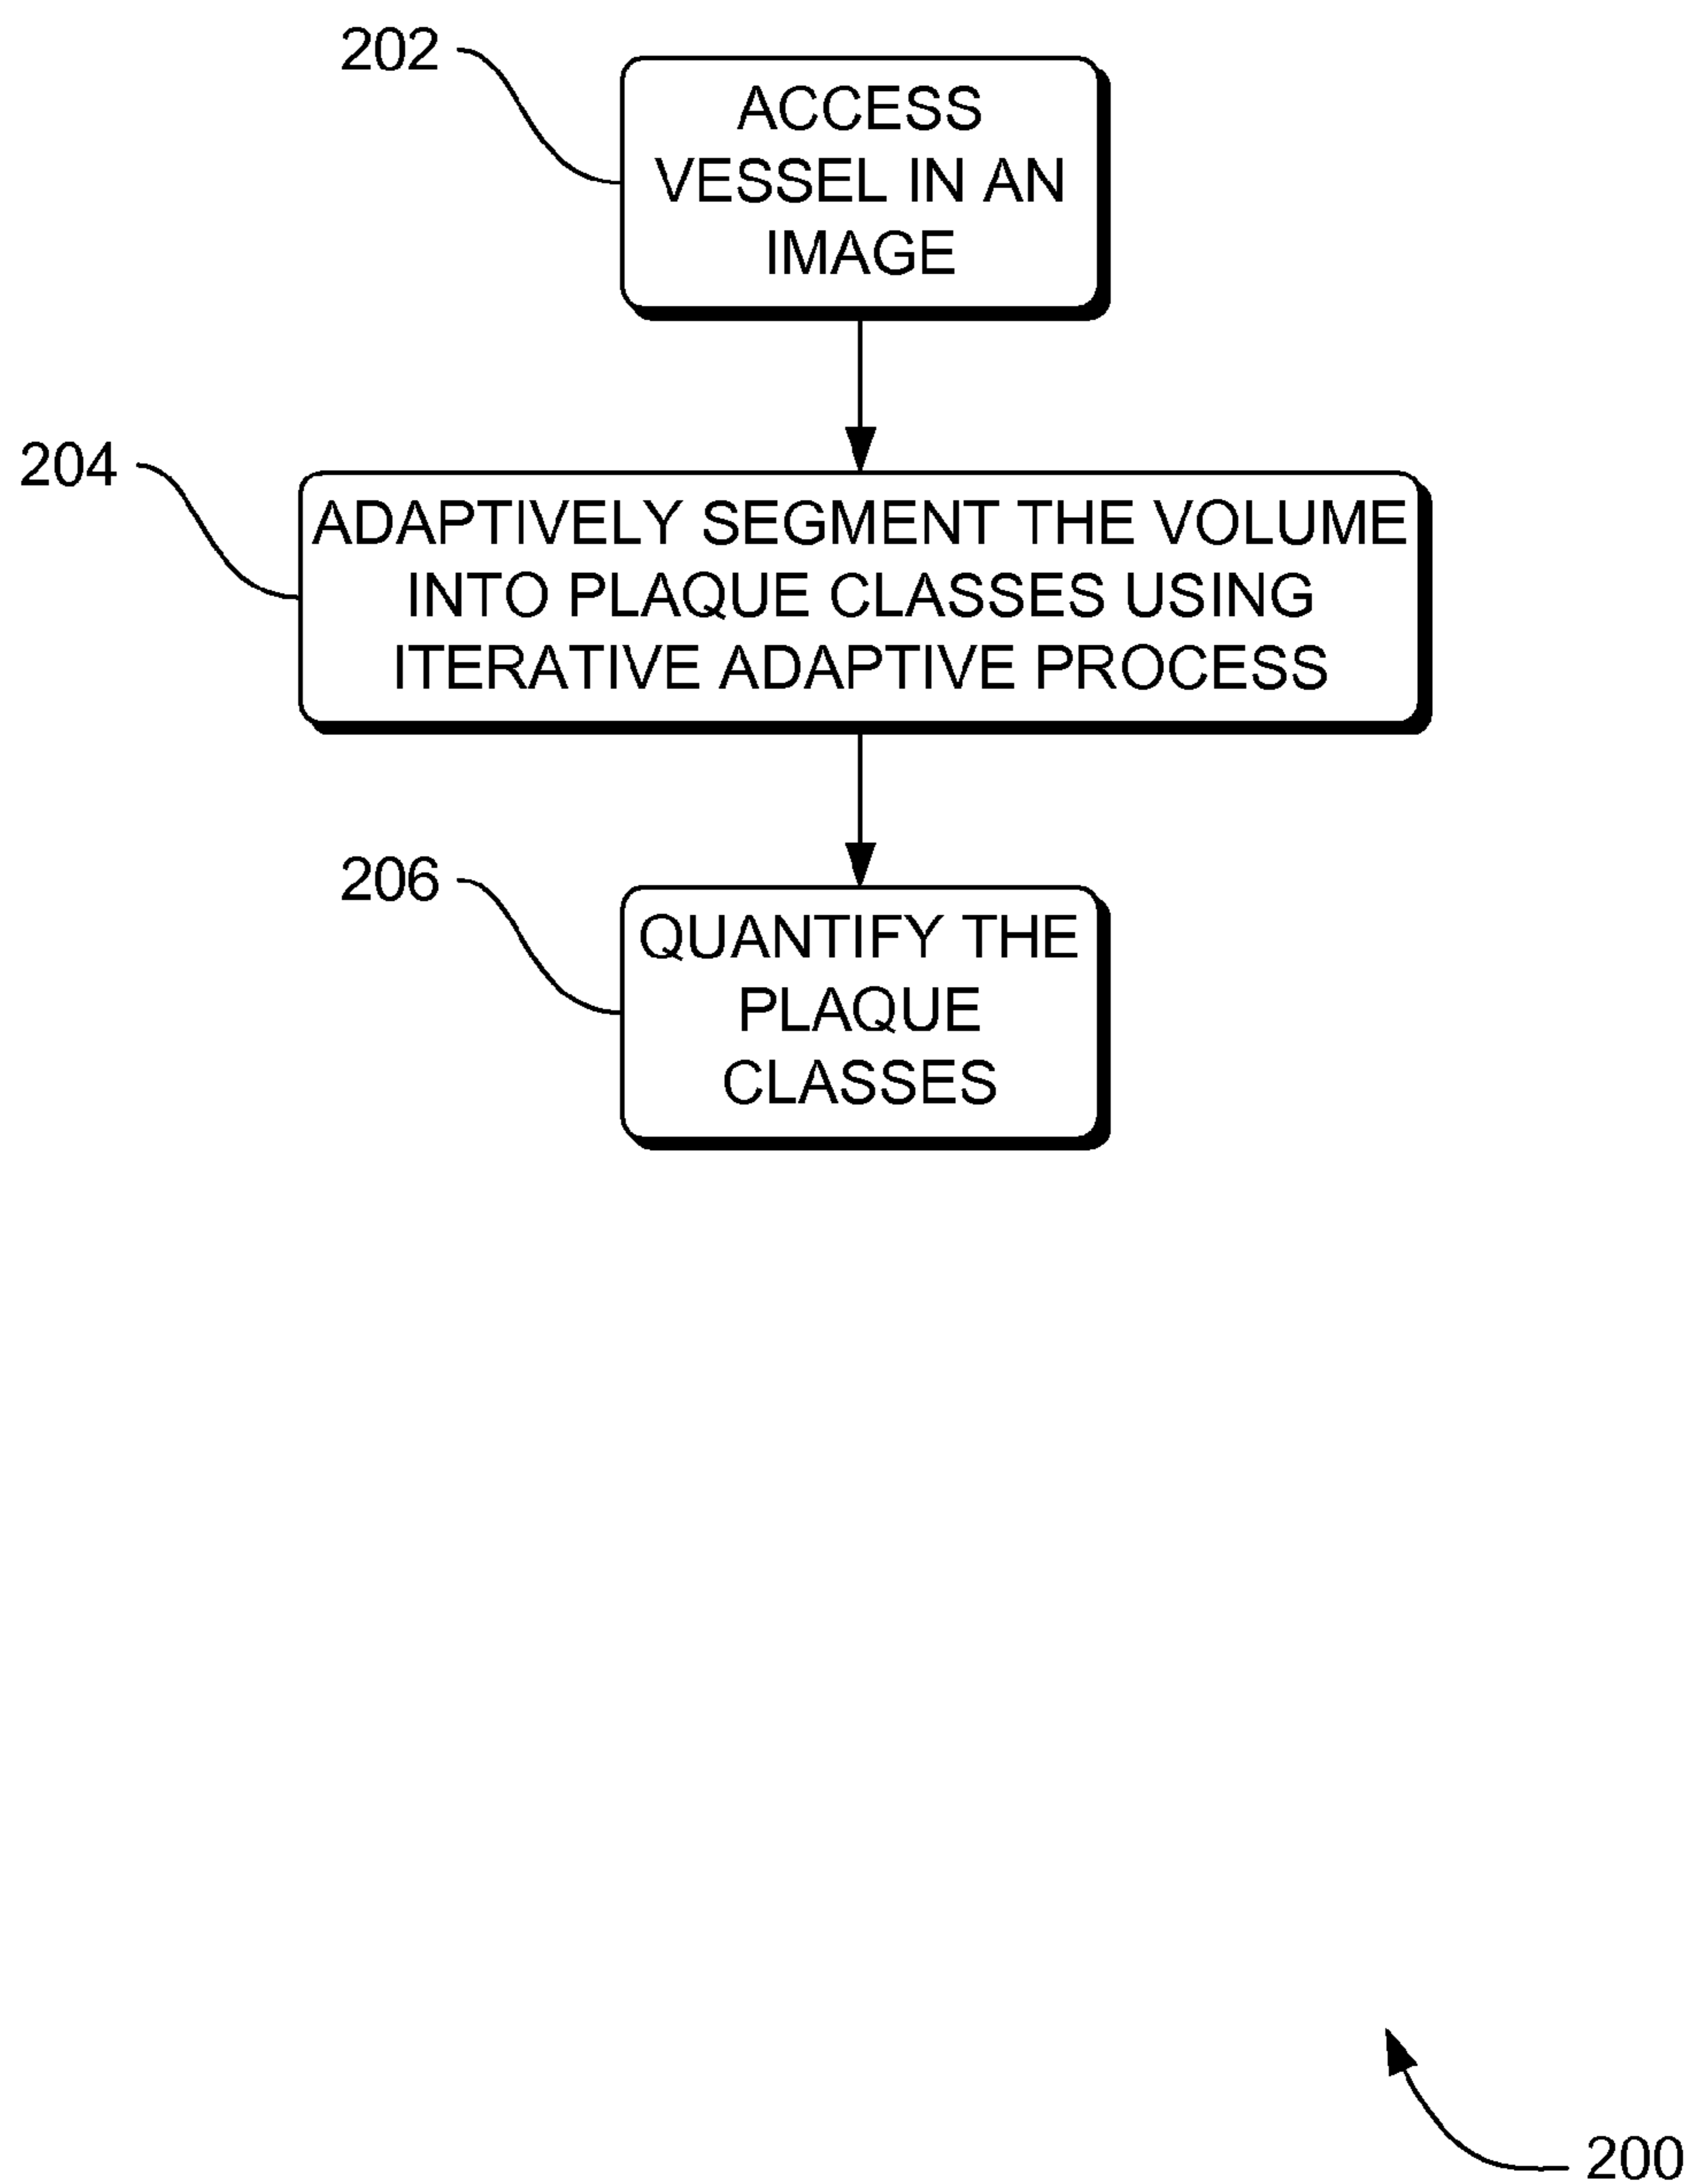 202
ACCESS
VESSEL IN AN
IMAGE
204
ADAPTIVELY SEGMENT THE VOLUME
INTO PLAQUE CLASSES USING
ITERATIVE ADAPTIVE PROCESS
206
QUANTIFY THE
PLAQUE
CLASSES
200